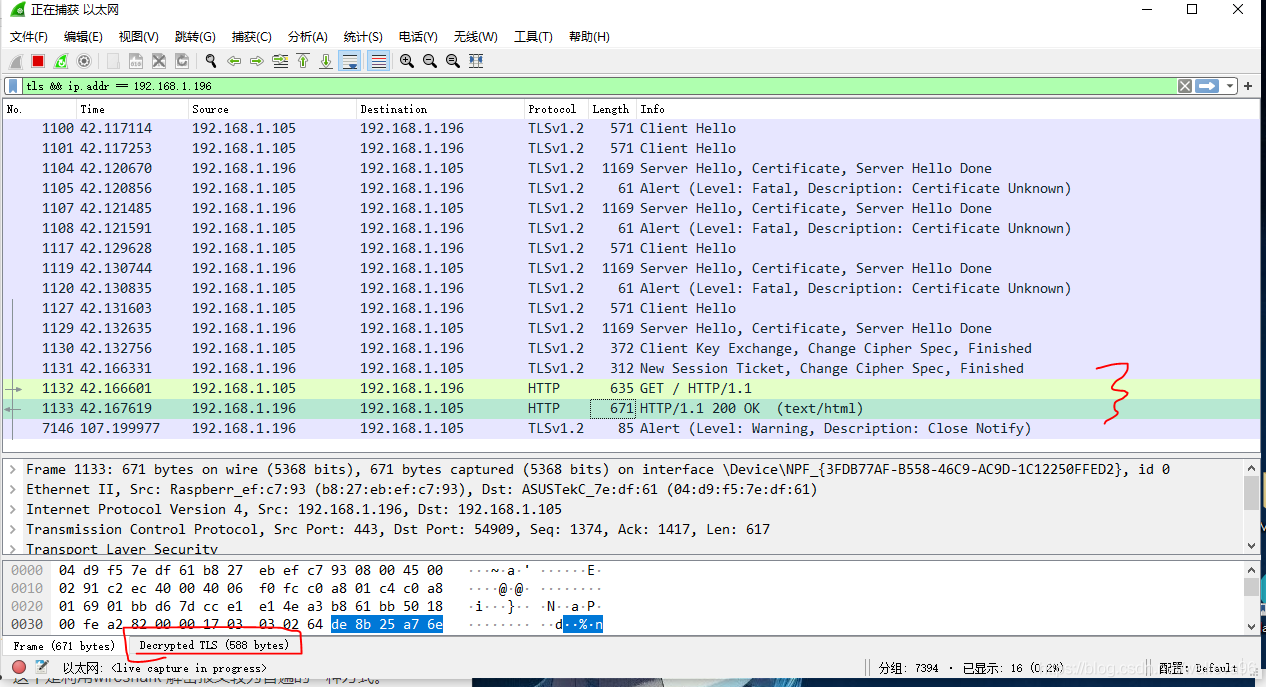 正在捕获 以太网
文件(F) 编辑(E) 视图(V) 跳转(G) 捕获(C) 分析(A) 统计(S) 电话(Y) 无线(W) 工具(T) 帮助(H)
tls && ip.addr == 192.168.1.196
No. Time Source Destination Protocol Length Info
1100 42.117114 192.168.1.105 192.168.1.196 TLSv1.2 571 Client Hello
1101 42.117253 192.168.1.105 192.168.1.196 TLSv1.2 571 Client Hello
1104 42.120670 192.168.1.196 192.168.1.105 TLSv1.2 1169 Server Hello, Certificate, Server Hello Done
1105 42.120856 192.168.1.105 192.168.1.196 TLSv1.2 61 Alert (Level: Fatal, Description: Certificate Unknown)
1107 42.121485 192.168.1.196 192.168.1.105 TLSv1.2 1169 Server Hello, Certificate, Server Hello Done
1108 42.121591 192.168.1.105 192.168.1.196 TLSv1.2 61 Alert (Level: Fatal, Description: Certificate Unknown)
1117 42.129628 192.168.1.105 192.168.1.196 TLSv1.2 571 Client Hello
1119 42.130744 192.168.1.196 192.168.1.105 TLSv1.2 1169 Server Hello, Certificate, Server Hello Done
1120 42.130835 192.168.1.105 192.168.1.196 TLSv1.2 61 Alert (Level: Fatal, Description: Certificate Unknown)
1127 42.131603 192.168.1.105 192.168.1.196 TLSv1.2 571 Client Hello
1129 42.132635 192.168.1.196 192.168.1.105 TLSv1.2 1169 Server Hello, Certificate, Server Hello Done
1130 42.132756 192.168.1.105 192.168.1.196 TLSv1.2 372 Client Key Exchange, Change Cipher Spec, Finished
1131 42.166331 192.168.1.196 192.168.1.105 TLSv1.2 312 New Session Ticket, Change Cipher Spec, Finished
1132 42.166601 192.168.1.105 192.168.1.196 HTTP 635 GET / HTTP/1.1
1133 42.167619 192.168.1.196 192.168.1.105 HTTP 671 HTTP/1.1 200 OK (text/html)
7146 107.199977 192.168.1.196 192.168.1.105 TLSv1.2 85 Alert (Level: Warning, Description: Close Notify)
Frame 1133: 671 bytes on wire (5368 bits), 671 bytes captured (5368 bits) on interface \Device\NPF_{3FDB77AF-B558-46C9-AC9D-1C12250FFED2}, id 0
Ethernet II, Src: Raspberr_ef:c7:93 (b8:27:eb:ef:c7:93), Dst: ASUSTekC_7e:df:61 (04:d9:f5:7e:df:61)
Internet Protocol Version 4, Src: 192.168.1.196, Dst: 192.168.1.105
Transmission Control Protocol, Src Port: 443, Dst Port: 54909, Seq: 1374, Ack: 1417, Len: 617
Transport Layer Security
0000 04 d9 f5 7e df 61 b8 27 eb ef c7 93 08 00 45 00 ···~·a·' ······E·
0010 02 91 c2 ec 40 00 40 06 f0 fc c0 a8 01 c4 c0 a8 ····@·@· ········
0020 01 69 01 bb d6 7d cc e1 e1 4e a3 b8 61 bb 50 18 ·i···}·· ·N··a·P·
0030 00 fe a2 82 00 00 17 03 03 02 64 de 8b 25 a7 6e ········ ··d··%·n
Frame (671 bytes) Decrypted TLS (588 bytes)
以太网: <live capture in progress> 分组: 7394 · 已显示: 16 (0.2%) 配置: Default
这个是利用wireshark 解密报文较为普遍的一种方式。